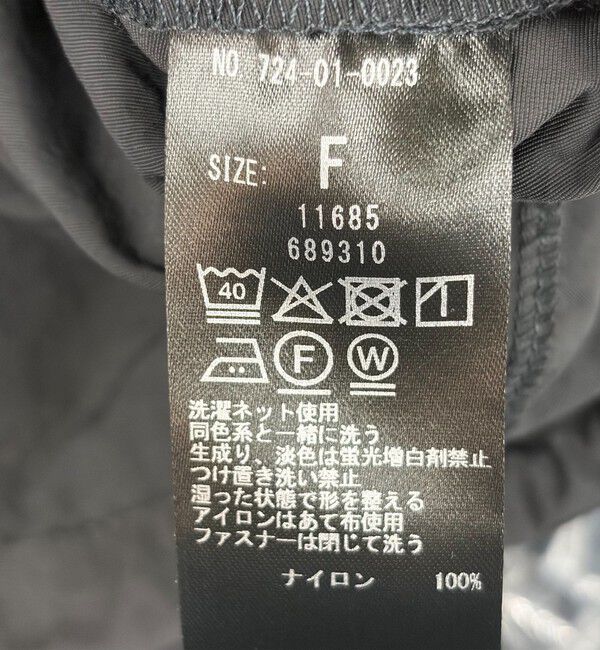 NO 724-01-0023
SIZE: F
11685
689310
40
F W
洗濯ネット使用
同色系と一緒に洗う
生成り、淡色は蛍光増白剤禁止
つけ置き洗い禁止
湿った状態で形を整える
アイロンはあて布使用
ファスナーは閉じて洗う
ナイロン 100%